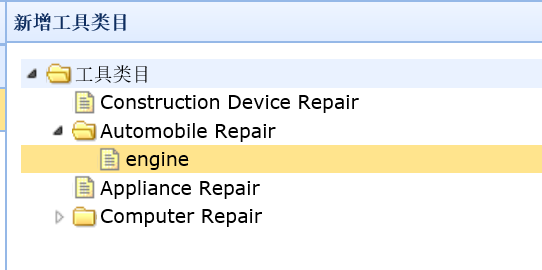 新增工具类目
工具类目
Construction Device Repair
Automobile Repair
engine
Appliance Repair
Computer Repair